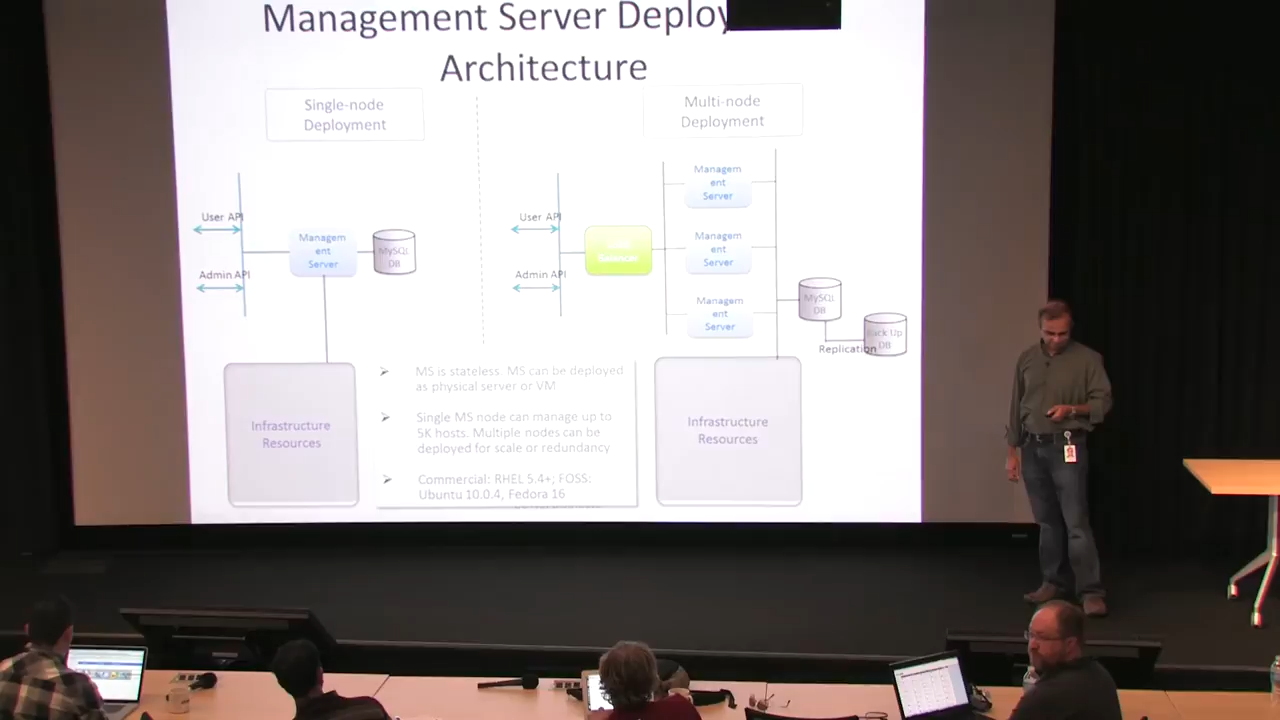 Management Server Deploy
Architecture
Single-node
Deployment
Multi-node
Deployment
User API
Admin API
Managem
ent
Server
MySQL
DB
Infrastructure
Resources
User API
Admin API
Balancer
Managem
ent
Server
Managem
ent
Server
Managem
ent
Server
MySQL
DB
Back Up
DB
Replication
Infrastructure
Resources
➢ MS is stateless. MS can be deployed
as physical server or VM
➢ Single MS node can manage up to
5K hosts. Multiple nodes can be
deployed for scale or redundancy
➢ Commercial: RHEL 5.4+; FOSS:
Ubuntu 10.0.4, Fedora 16